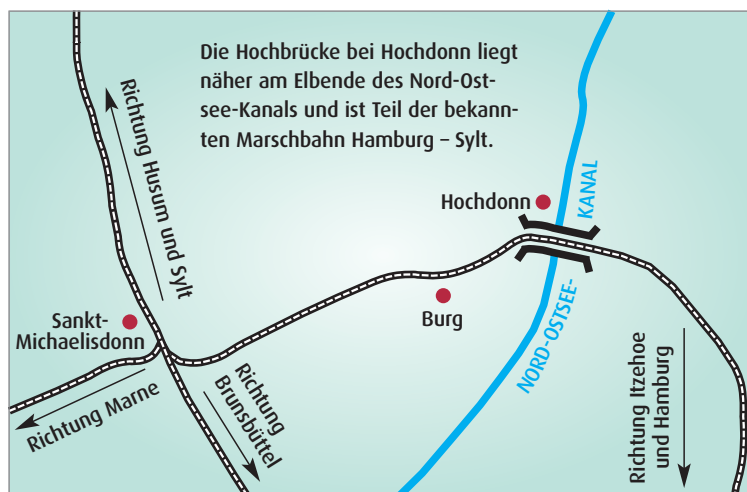 Die Hochbrücke bei Hochdonn liegt
näher am Elbende des Nord-Ost-
see-Kanals und ist Teil der bekann-
ten Marschbahn Hamburg – Sylt.
Richtung Husum und Sylt
Hochdonn
KANAL
NORD-OSTSEE-
Burg
Sankt-
Michaelisdonn
Richtung Marne
Richtung
Brunsbüttel
Richtung Itzehoe
und Hamburg